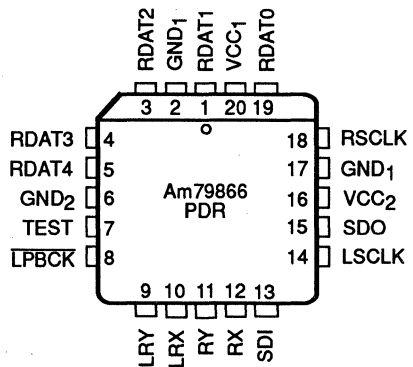 RDAT2 GND1 RDAT1 VCC1 RDAT0
3 2 1 20 19
RDAT3 4 18 RSCLK
RDAT4 5 17 GND1
GND2 6 16 VCC2
TEST 7 15 SDO
LPBCK 8 14 LSCLK
Am79866
PDR
9 10 11 12 13
LRY LRX RY RX SDI